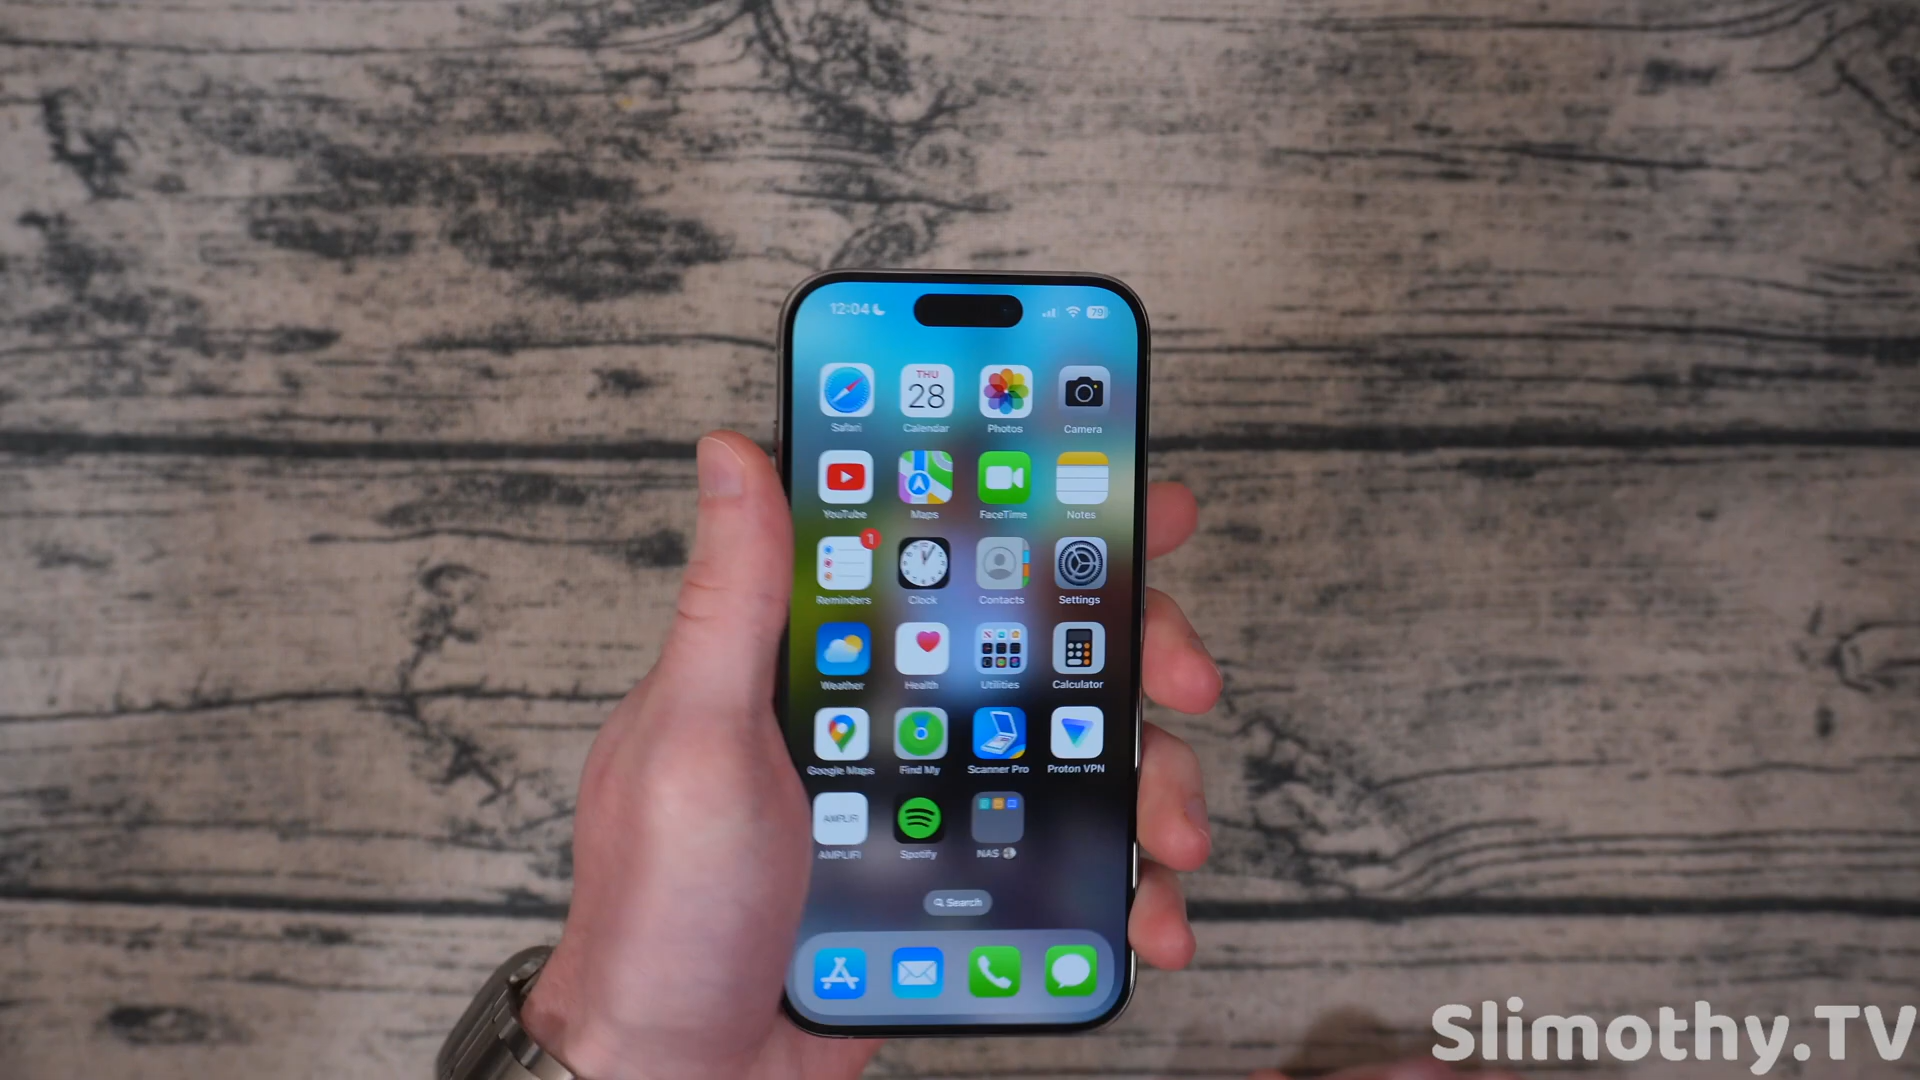 12:04 79
THU
28
Safari Calendar Photos Camera
YouTube Maps FaceTime Notes
1
Reminders Clock Contacts Settings
Weather Health Utilities Calculator
Google Maps Find My Scanner Pro Proton VPN
AMPLIFI
AMPLIFI Spotify NAS
Search
Slimothy.TV